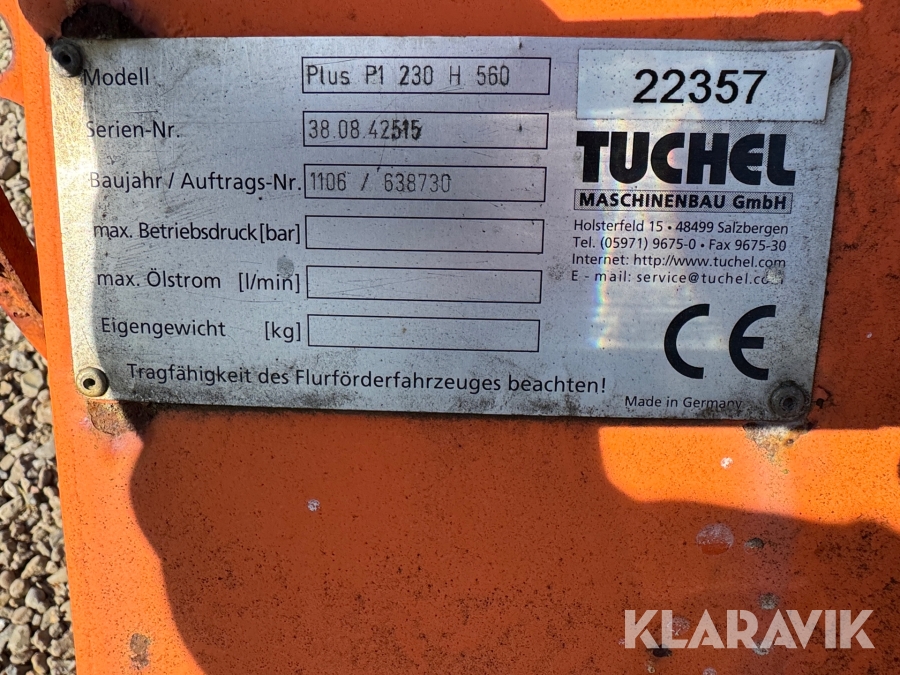 Modell Plus P1 230 H 560
Serien-Nr. 38.08.42515
Baujahr / Auftrags-Nr. 1106 / 638730
max. Betriebsdruck [bar]
max. Ölstrom [l/min]
Eigengewicht [kg]
Tragfähigkeit des Flurförderfahrzeuges beachten!
22357
TUCHEL
MASCHINENBAU GmbH
Holsterfeld 15 • 48499 Salzbergen
Tel. (05971) 9675-0 • Fax 9675-30
Internet: http://www.tuchel.com
E - mail: service@tuchel.com
CE
Made in Germany
KLARAVIK